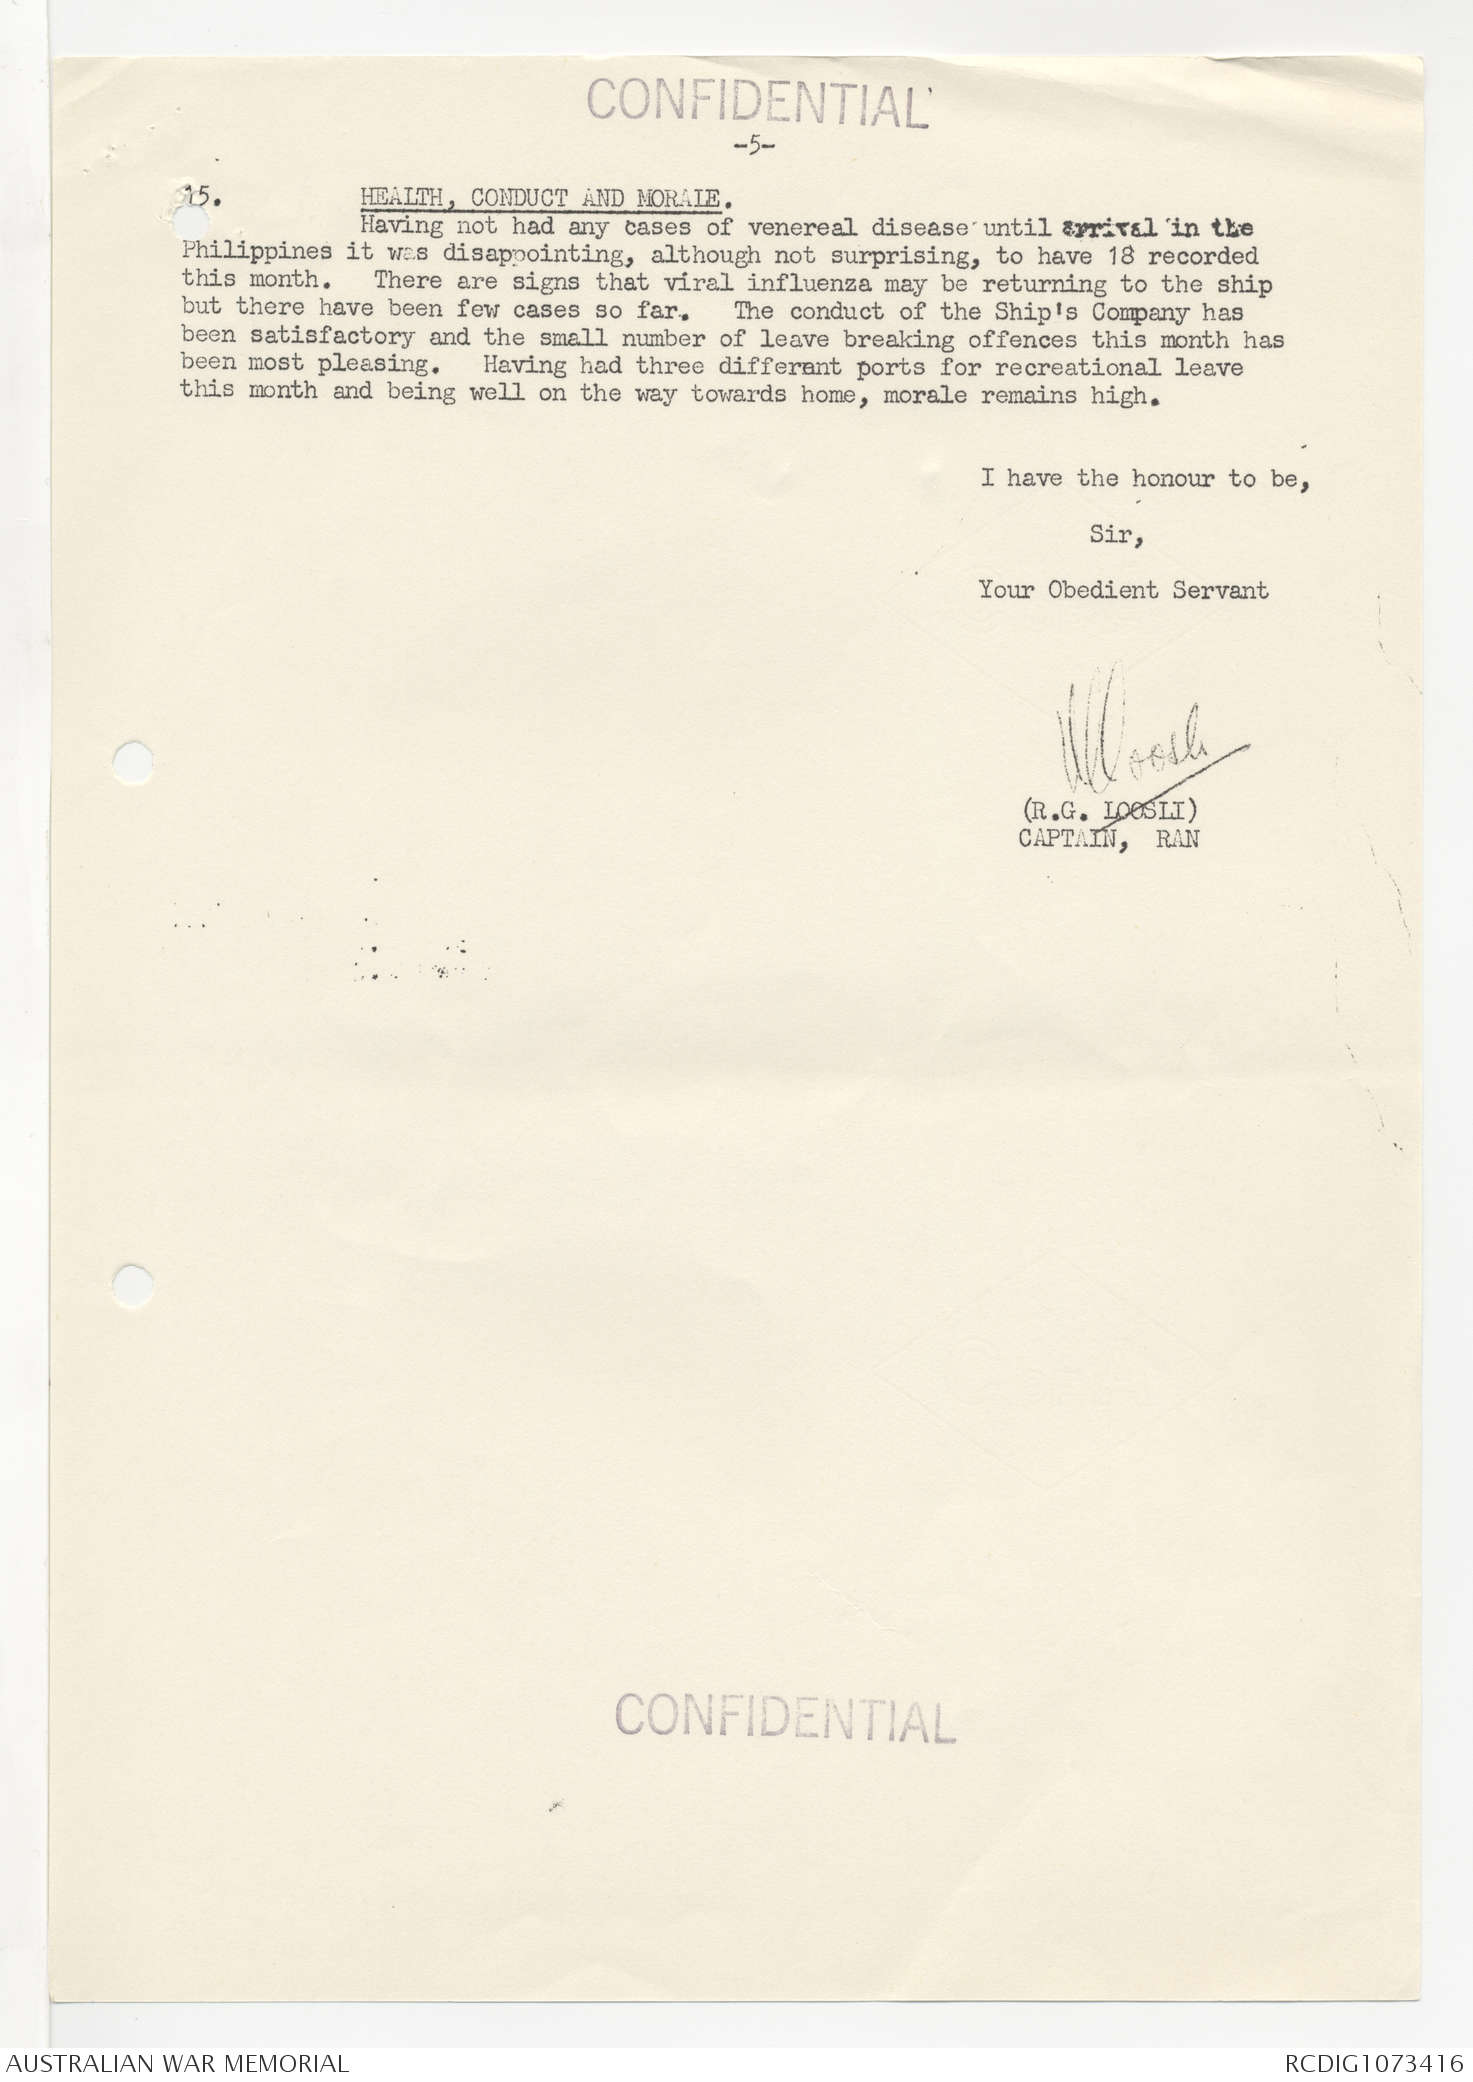 CONFIDENTIAL
-5-
15. HEALTH, CONDUCT AND MORALE.
Having not had any cases of venereal disease until arrival in the
Philippines it was disappointing, although not surprising, to have 18 recorded
this month. There are signs that viral influenza may be returning to the ship
but there have been few cases so far. The conduct of the Ship's Company has
been satisfactory and the small number of leave breaking offences this month has
been most pleasing. Having had three different ports for recreational leave
this month and being well on the way towards home, morale remains high.
I have the honour to be,
Sir,
Your Obedient Servant
RG Loosli
(R.G. LOOSLI)
CAPTAIN, RAN
CONFIDENTIAL
AUSTRALIAN WAR MEMORIAL
RCDIG1073416